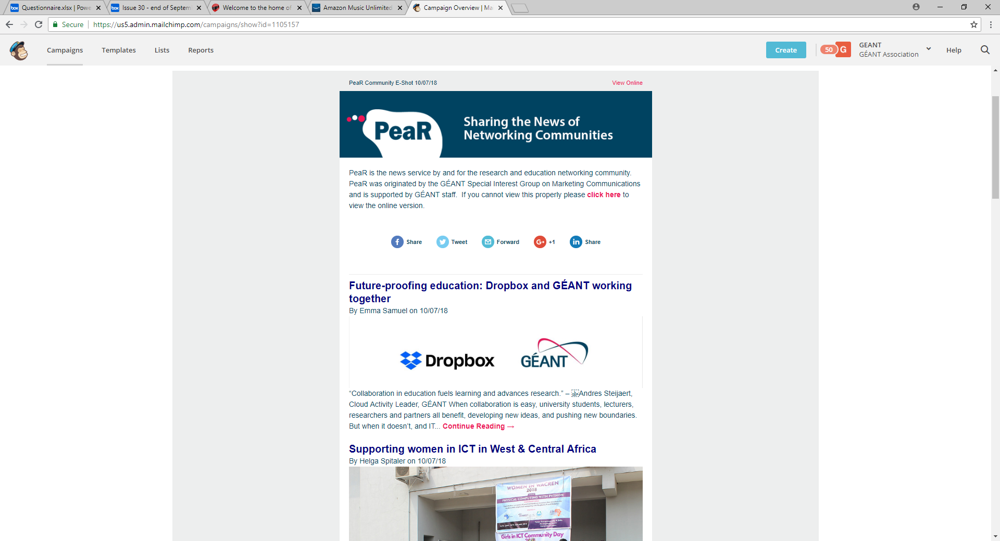 Questionnaire.xlsx | Powe
Issue 30 - end of Septem
Welcome to the home of
Amazon Music Unlimited
Campaign Overview | Ma
Secure
https://us5.admin.mailchimp.com/campaigns/show?id=1105157
Campaigns
Templates
Lists
Reports
Create
50
G
GEANT
GÉANT Association
Help
PeaR Community E-Shot 10/07/18
View Online
PeaR
Sharing the News of
Networking Communities
PeaR is the news service by and for the research and education networking community.
PeaR was originated by the GÉANT Special Interest Group on Marketing Communications
and is supported by GÉANT staff.  If you cannot view this properly please click here to
view the online version.
Share
Tweet
Forward
+1
Share
Future-proofing education: Dropbox and GÉANT working
together
By Emma Samuel on 10/07/18
Dropbox
GÉANT
“Collaboration in education fuels learning and advances research.” – Andres Steijaert,
Cloud Activity Leader, GÉANT When collaboration is easy, university students, lecturers,
researchers and partners all benefit, developing new ideas, and pushing new boundaries.
But when it doesn’t, and IT... Continue Reading →
Supporting women in ICT in West & Central Africa
By Helga Spitaler on 10/07/18
WOMEN IN WACREN
2018
PHYSICAL COMPUTING WITH PYTHON
Girls in ICT Community Day
2018